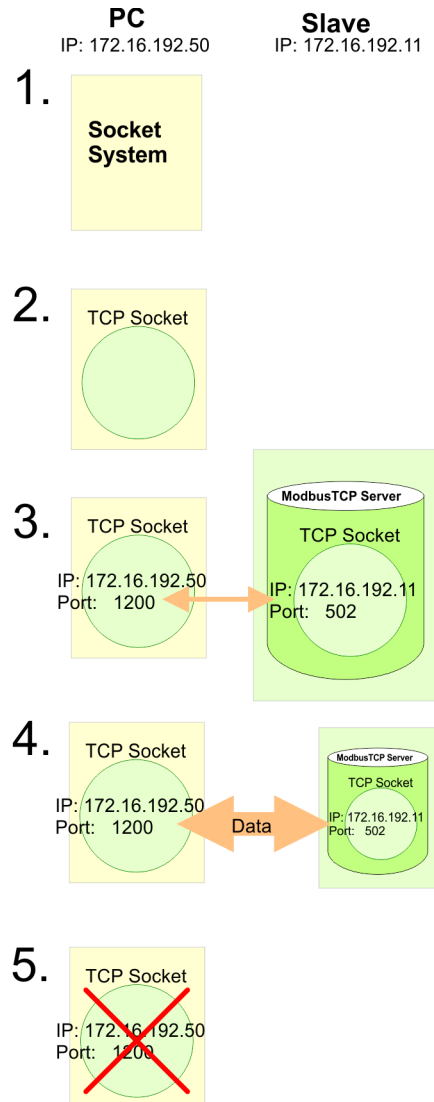 PC
IP: 172.16.192.50
Slave
IP: 172.16.192.11
1.
Socket
System
2.
TCP Socket
3.
TCP Socket
IP: 172.16.192.50
Port: 1200
ModbusTCP Server
TCP Socket
IP: 172.16.192.11
Port: 502
4.
TCP Socket
IP: 172.16.192.50
Port: 1200
Data
ModbusTCP Server
TCP Socket
IP: 172.16.192.11
Port: 502
5.
TCP Socket
IP: 172.16.192.50
Port: 1200